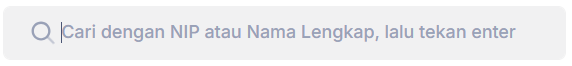 Cari dengan NIP atau Nama Lengkap, lalu tekan enter